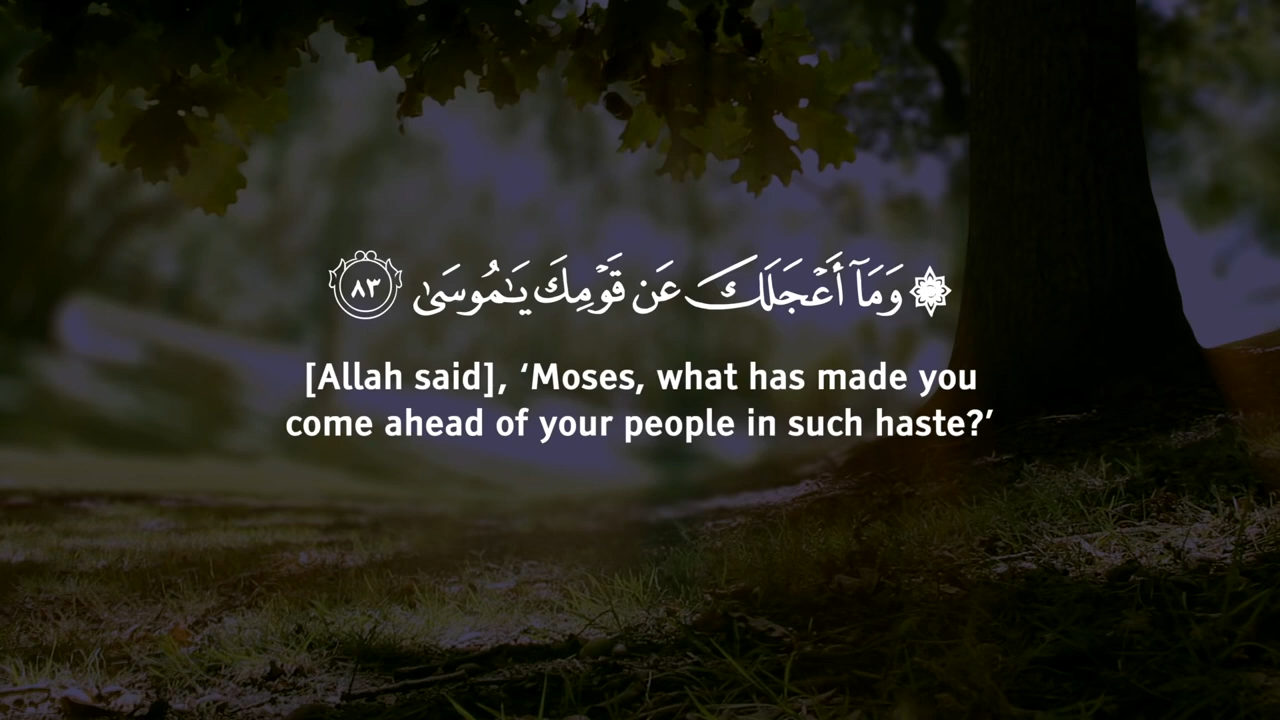 ۞ وَمَآ أَعْجَلَكَ عَن قَوْمِكَ يَـٰمُوسَىٰ ٨٣
[Allah said], ‘Moses, what has made you
come ahead of your people in such haste?’